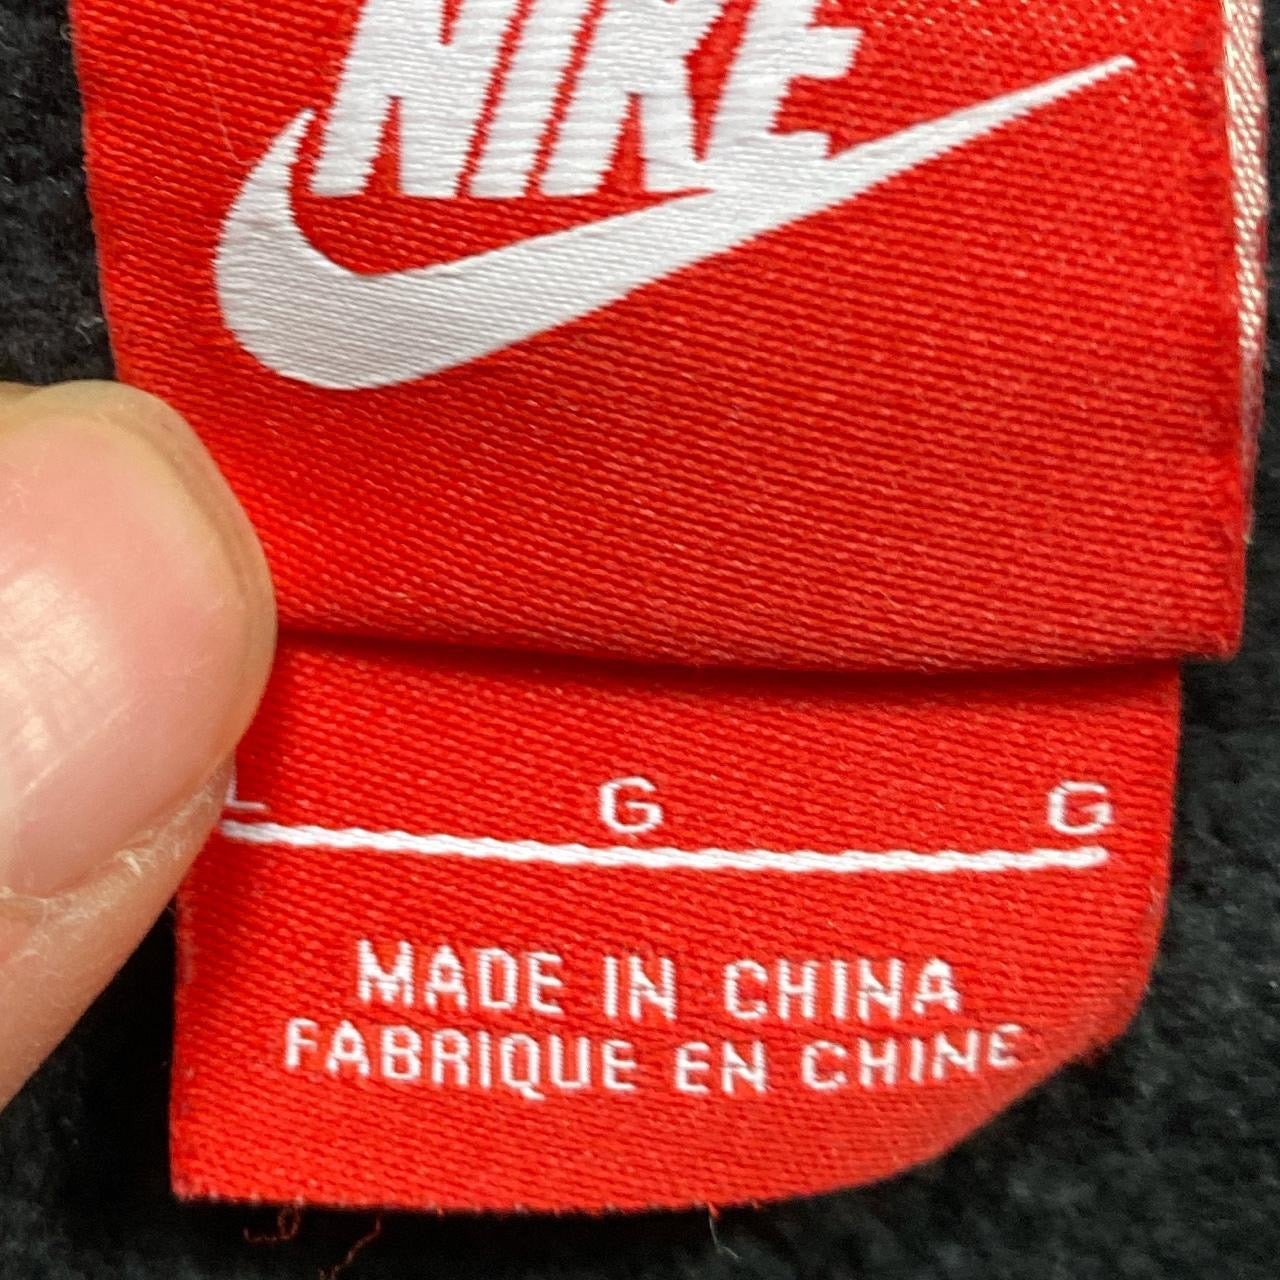 NIKE
L G G
MADE IN CHINA
FABRIQUE EN CHINE